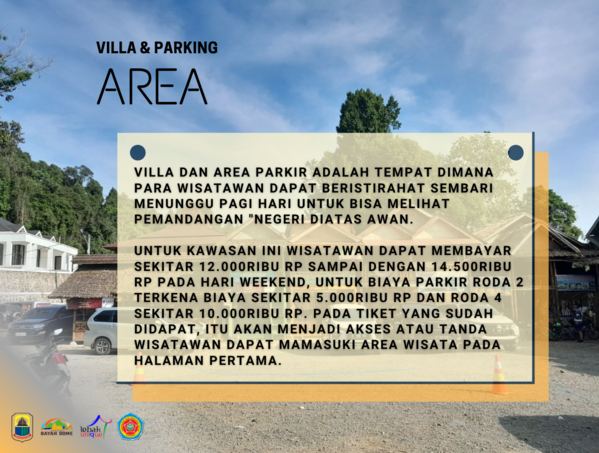 VILLA & PARKING
AREA
VILLA DAN AREA PARKIR ADALAH TEMPAT DIMANA
PARA WISATAWAN DAPAT BERISTIRAHAT SEMBARI
MENUNGGU PAGI HARI UNTUK BISA MELIHAT
PEMANDANGAN "NEGERI DIATAS AWAN.
UNTUK KAWASAN INI WISATAWAN DAPAT MEMBAYAR
SEKITAR 12.000RIBU RP SAMPAI DENGAN 14.500RIBU
RP PADA HARI WEEKEND, UNTUK BIAYA PARKIR RODA 2
TERKENA BIAYA SEKITAR 5.000RIBU RP DAN RODA 4
SEKITAR 10.000RIBU RP. PADA TIKET YANG SUDAH
DIDAPAT, ITU AKAN MENJADI AKSES ATAU TANDA
WISATAWAN DAPAT MAMASUKI AREA WISATA PADA
HALAMAN PERTAMA.
BAYAH DOME
lebak
unique